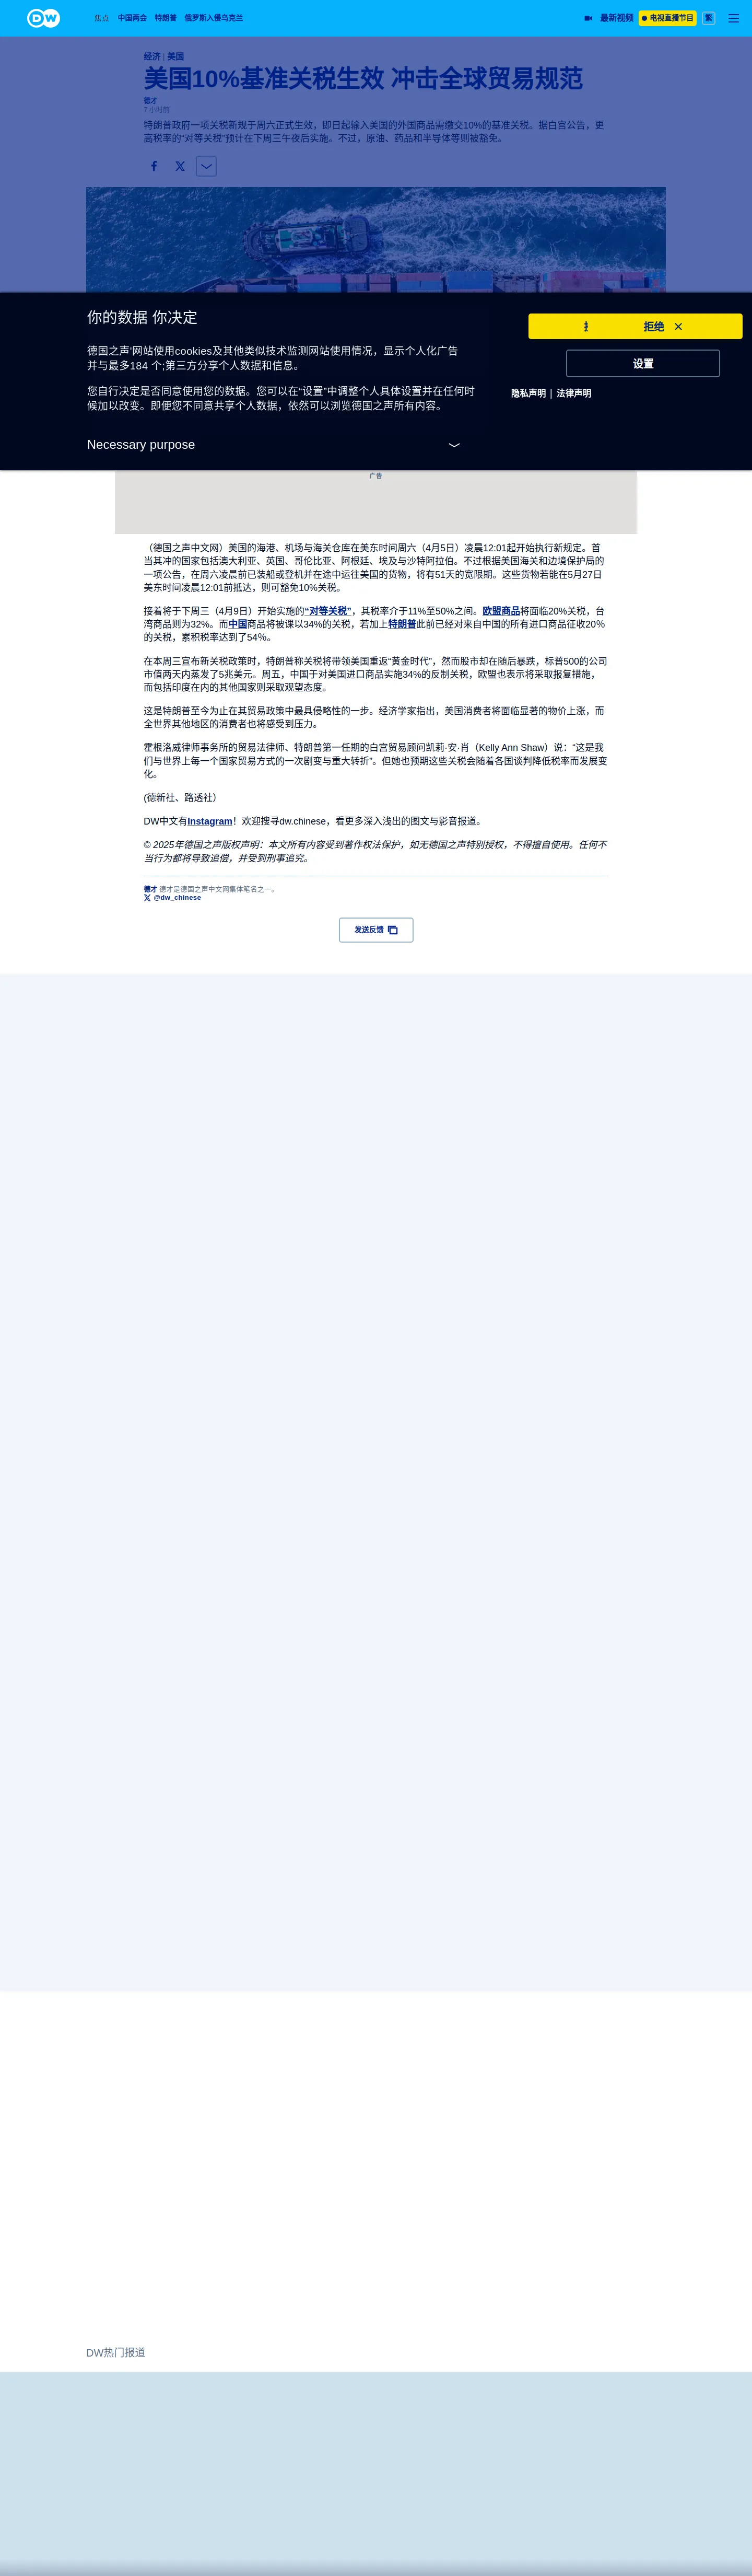 DW
焦点 中国两会 特朗普 俄罗斯入侵乌克兰 最新视频 电视直播节目 繁
经济 | 美国
美国10%基准关税生效 冲击全球贸易规范
德才
7 小时前
特朗普政府一项关税新规于周六正式生效，即日起输入美国的外国商品需缴交10%的基准关税。据白宫公告，更
高税率的“对等关税”预计在下周三午夜后实施。不过，原油、药品和半导体等则被豁免。
你的数据 你决定
拒绝
德国之声'网站使用cookies及其他类似技术监测网站使用情况，显示个人化广告
并与最多184 个;第三方分享个人数据和信息。
设置
您自行决定是否同意使用您的数据。您可以在“设置”中调整个人具体设置并在任何时
候加以改变。即便您不同意共享个人数据，依然可以浏览德国之声所有内容。
隐私声明 | 法律声明
Necessary purpose
广告
（德国之声中文网）美国的海港、机场与海关仓库在美东时间周六（4月5日）凌晨12:01起开始执行新规定。首
当其冲的国家包括澳大利亚、英国、哥伦比亚、阿根廷、埃及与沙特阿拉伯。不过根据美国海关和边境保护局的
一项公告，在周六凌晨前已装船或登机并在途中运往美国的货物，将有51天的宽限期。这些货物若能在5月27日
美东时间凌晨12:01前抵达，则可豁免10%关税。
接着将于下周三（4月9日）开始实施的“对等关税”，其税率介于11%至50%之间。欧盟商品将面临20%关税，台
湾商品则为32%。而中国商品将被课以34%的关税，若加上特朗普此前已经对来自中国的所有进口商品征收20%
的关税，累积税率达到了54%。
在本周三宣布新关税政策时，特朗普称关税将带领美国重返“黄金时代”，然而股市却在随后暴跌，标普500的公司
市值两天内蒸发了5兆美元。周五，中国于对美国进口商品实施34%的反制关税，欧盟也表示将采取报复措施，
而包括印度在内的其他国家则采取观望态度。
这是特朗普至今为止在其贸易政策中最具侵略性的一步。经济学家指出，美国消费者将面临显著的物价上涨，而
全世界其他地区的消费者也将感受到压力。
霍根洛威律师事务所的贸易法律师、特朗普第一任期的白宫贸易顾问凯莉·安·肖（Kelly Ann Shaw）说：“这是我
们与世界上每一个国家贸易方式的一次剧变与重大转折”。但她也预期这些关税会随着各国谈判降低税率而发展变
化。
(德新社、路透社）
DW中文有Instagram！欢迎搜寻dw.chinese，看更多深入浅出的图文与影音报道。
© 2025年德国之声版权声明：本文所有内容受到著作权法保护，如无德国之声特别授权，不得擅自使用。任何不
当行为都将导致追偿，并受到刑事追究。
德才 德才是德国之声中文网集体笔名之一。
@dw_chinese
发送反馈
DW热门报道